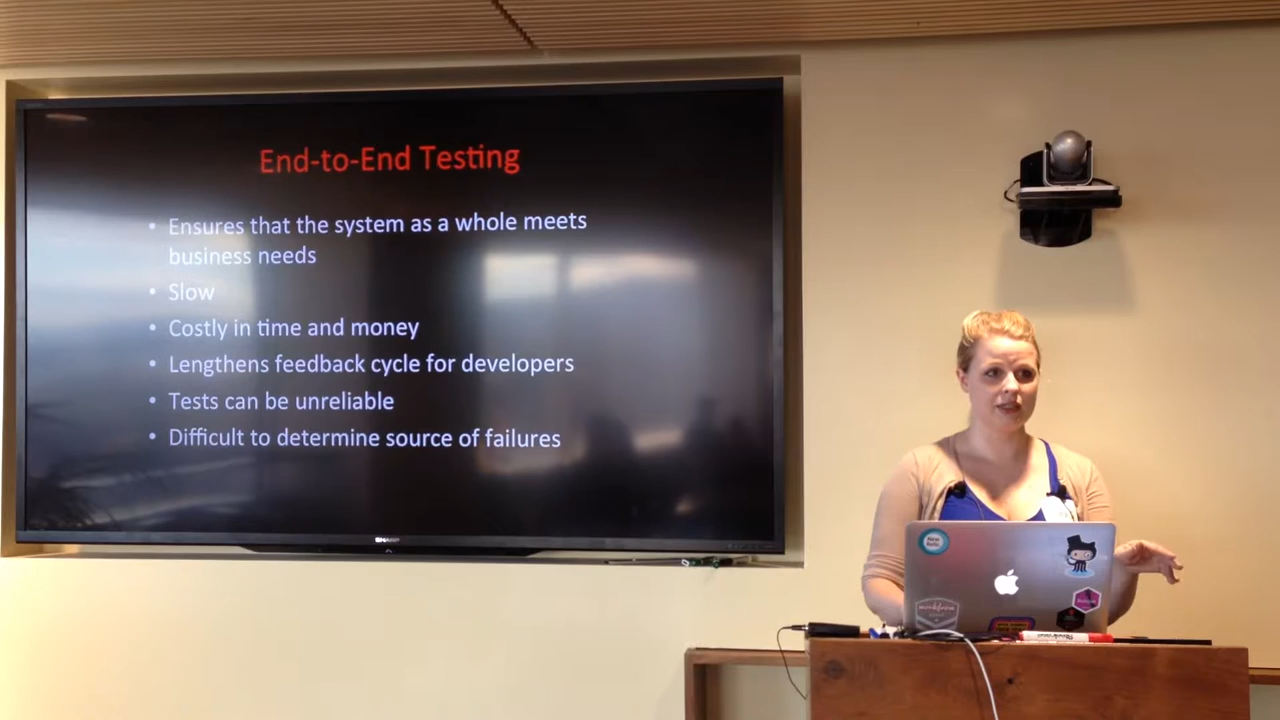 End-to-End Testing
• Ensures that the system as a whole meets
business needs
• Slow
• Costly in time and money
• Lengthens feedback cycle for developers
• Tests can be unreliable
• Difficult to determine source of failures
SHARP